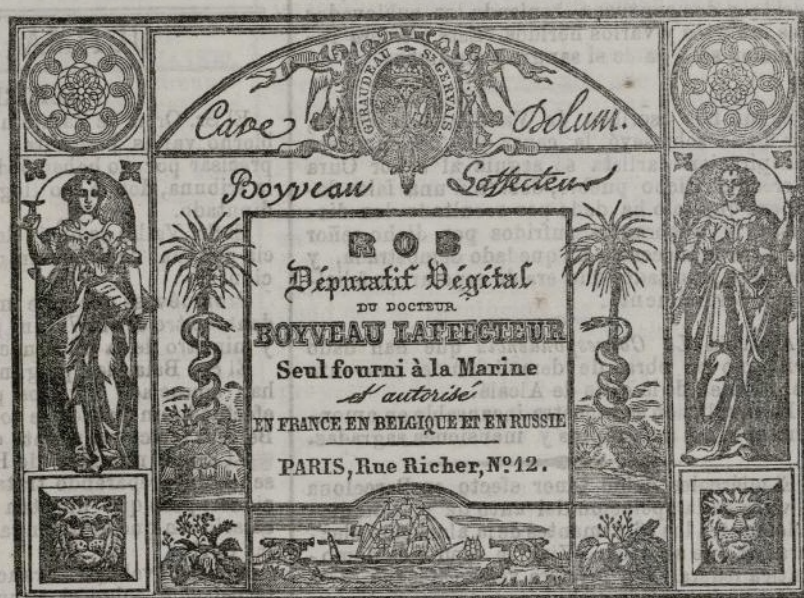 GIRAUDEAU St GERVAIS
Cave Dolum.
Boyveau Laffecteur
ROB
Dépuratif Végétal
DU DOCTEUR
BOYVEAU LAFFECTEUR
Seul fourni à la Marine
et autorisé
EN FRANCE EN BELGIQUE ET EN RUSSIE
PARIS, Rue Richer, Nº12.